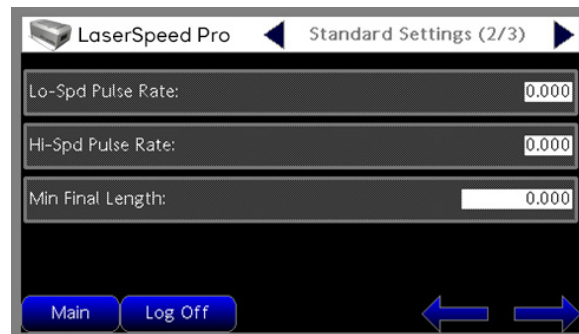 LaserSpeed Pro Standard Settings (2/3)
Lo-Spd Pulse Rate: 0.000
Hi-Spd Pulse Rate: 0.000
Min Final Length: 0.000
Main Log Off